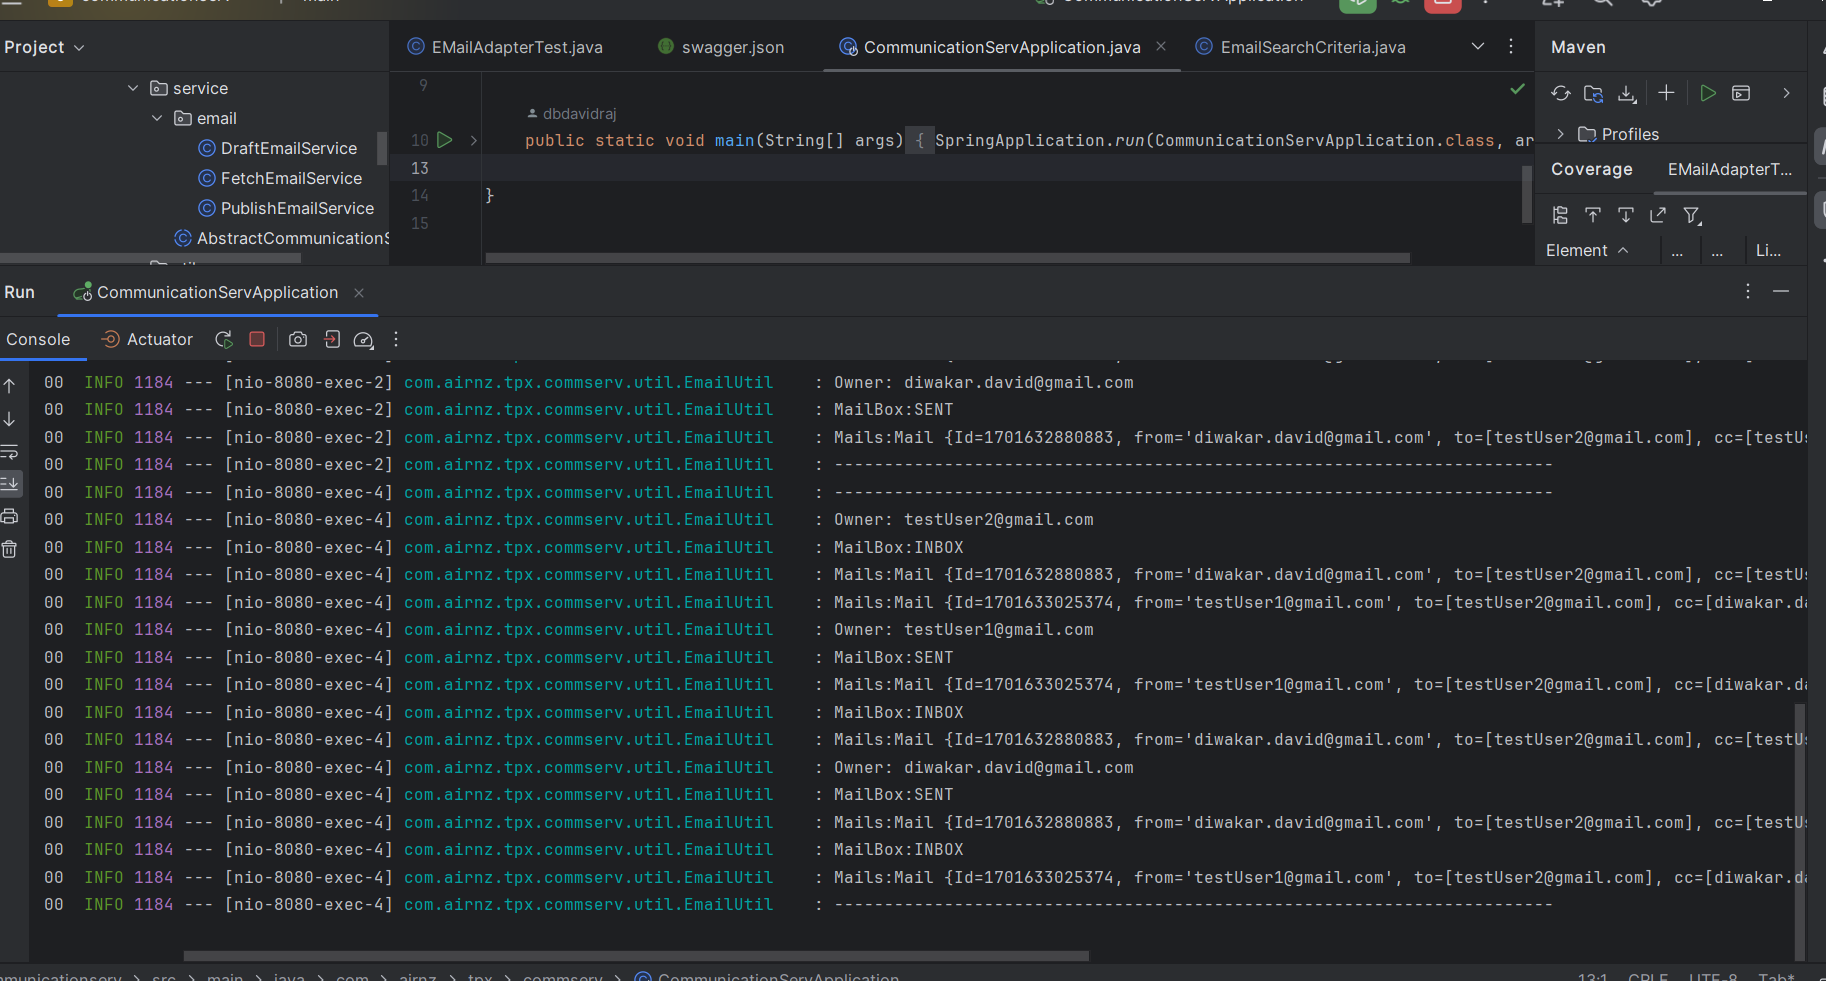 Project
EMailAdapterTest.java
swagger.json
CommunicationServApplication.java
EmailSearchCriteria.java
Maven
service
email
DraftEmailService
FetchEmailService
PublishEmailService
AbstractCommunicationS
9
dbdavidraj
10 public static void main(String[] args) { SpringApplication.run(CommunicationServApplication.class, ar
13
14 }
15
Profiles
Coverage EMailAdapterT...
Element ... ... Li...
Run CommunicationServApplication
Console Actuator
00 INFO 1184 --- [nio-8080-exec-2] com.airnz.tpx.commserv.util.EmailUtil : Owner: diwakar.david@gmail.com
00 INFO 1184 --- [nio-8080-exec-2] com.airnz.tpx.commserv.util.EmailUtil : MailBox:SENT
00 INFO 1184 --- [nio-8080-exec-2] com.airnz.tpx.commserv.util.EmailUtil : Mails:Mail {Id=1701632880883, from='diwakar.david@gmail.com', to=[testUser2@gmail.com], cc=[testUs
00 INFO 1184 --- [nio-8080-exec-2] com.airnz.tpx.commserv.util.EmailUtil : ------------------------------------------------------------------------
00 INFO 1184 --- [nio-8080-exec-4] com.airnz.tpx.commserv.util.EmailUtil : ------------------------------------------------------------------------
00 INFO 1184 --- [nio-8080-exec-4] com.airnz.tpx.commserv.util.EmailUtil : Owner: testUser2@gmail.com
00 INFO 1184 --- [nio-8080-exec-4] com.airnz.tpx.commserv.util.EmailUtil : MailBox:INBOX
00 INFO 1184 --- [nio-8080-exec-4] com.airnz.tpx.commserv.util.EmailUtil : Mails:Mail {Id=1701632880883, from='diwakar.david@gmail.com', to=[testUser2@gmail.com], cc=[testUs
00 INFO 1184 --- [nio-8080-exec-4] com.airnz.tpx.commserv.util.EmailUtil : Mails:Mail {Id=1701633025374, from='testUser1@gmail.com', to=[testUser2@gmail.com], cc=[diwakar.da
00 INFO 1184 --- [nio-8080-exec-4] com.airnz.tpx.commserv.util.EmailUtil : Owner: testUser1@gmail.com
00 INFO 1184 --- [nio-8080-exec-4] com.airnz.tpx.commserv.util.EmailUtil : MailBox:SENT
00 INFO 1184 --- [nio-8080-exec-4] com.airnz.tpx.commserv.util.EmailUtil : Mails:Mail {Id=1701633025374, from='testUser1@gmail.com', to=[testUser2@gmail.com], cc=[diwakar.da
00 INFO 1184 --- [nio-8080-exec-4] com.airnz.tpx.commserv.util.EmailUtil : MailBox:INBOX
00 INFO 1184 --- [nio-8080-exec-4] com.airnz.tpx.commserv.util.EmailUtil : Mails:Mail {Id=1701632880883, from='diwakar.david@gmail.com', to=[testUser2@gmail.com], cc=[testUs
00 INFO 1184 --- [nio-8080-exec-4] com.airnz.tpx.commserv.util.EmailUtil : Owner: diwakar.david@gmail.com
00 INFO 1184 --- [nio-8080-exec-4] com.airnz.tpx.commserv.util.EmailUtil : MailBox:SENT
00 INFO 1184 --- [nio-8080-exec-4] com.airnz.tpx.commserv.util.EmailUtil : Mails:Mail {Id=1701632880883, from='diwakar.david@gmail.com', to=[testUser2@gmail.com], cc=[testUs
00 INFO 1184 --- [nio-8080-exec-4] com.airnz.tpx.commserv.util.EmailUtil : MailBox:INBOX
00 INFO 1184 --- [nio-8080-exec-4] com.airnz.tpx.commserv.util.EmailUtil : Mails:Mail {Id=1701633025374, from='testUser1@gmail.com', to=[testUser2@gmail.com], cc=[diwakar.da
00 INFO 1184 --- [nio-8080-exec-4] com.airnz.tpx.commserv.util.EmailUtil : ------------------------------------------------------------------------
src > main > java > com > airnz > tpx > commserv > CommunicationServApplication 13:1 CRLF UTF-8 Tab*